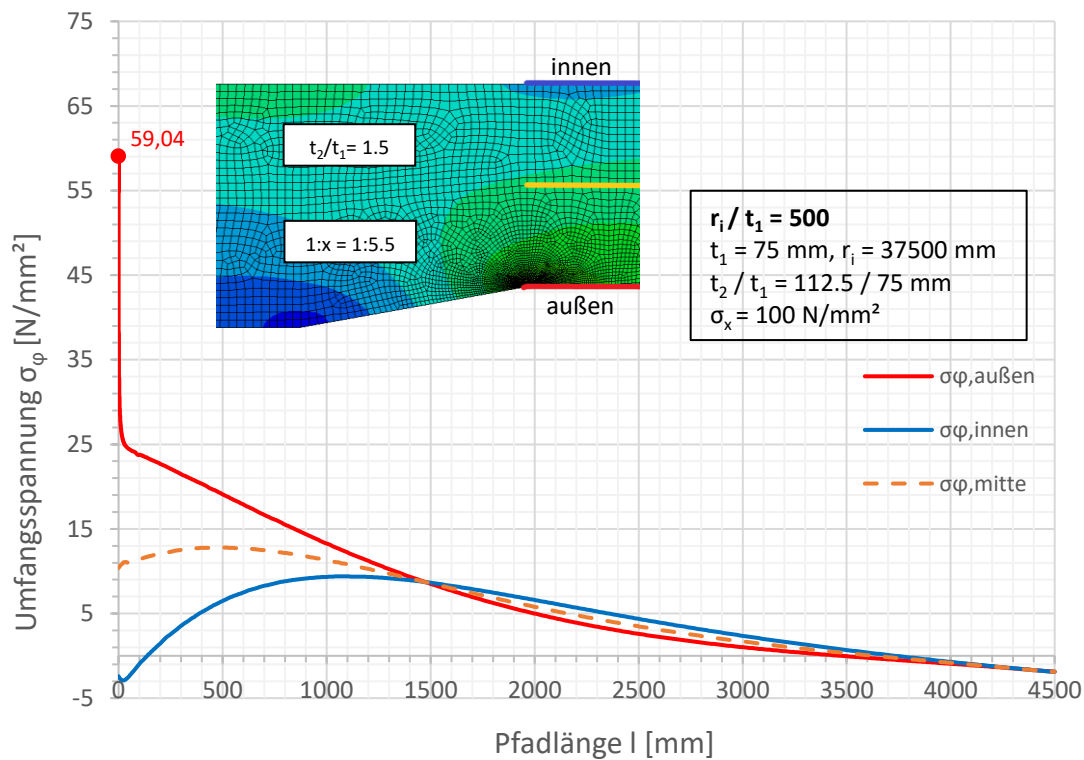 75
65
55
45
35
25
15
5
-5
Umfangsspannung σφ [N/mm²]
59,04
innen
t₂/t₁= 1.5
1:x = 1:5.5
außen
rᵢ / t₁ = 500
t₁ = 75 mm, rᵢ = 37500 mm
t₂ / t₁ = 112.5 / 75 mm
σₓ = 100 N/mm²
σφ,außen
σφ,innen
σφ,mitte
0 500 1000 1500 2000 2500 3000 3500 4000 4500
Pfadlänge l [mm]